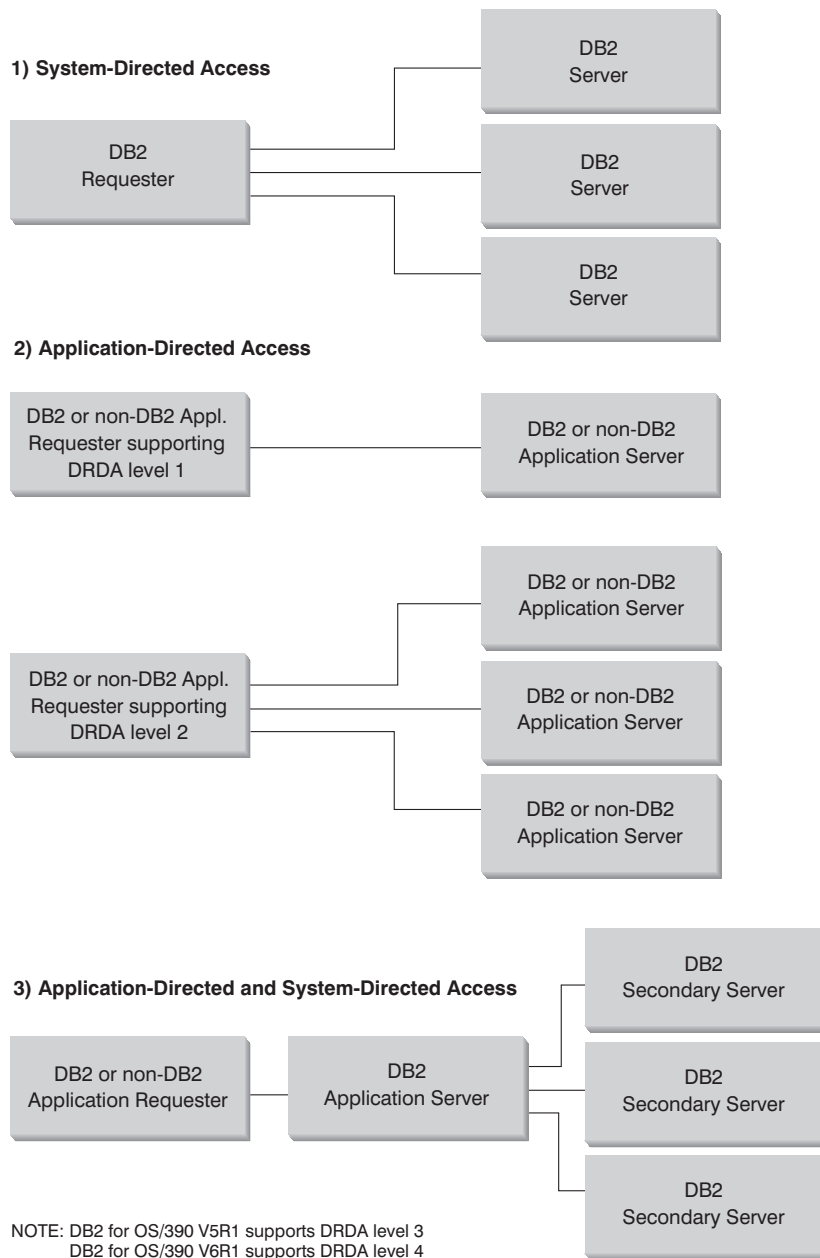 1) System-Directed Access
DB2
Requester
DB2
Server
DB2
Server
DB2
Server
2) Application-Directed Access
DB2 or non-DB2 Appl.
Requester supporting
DRDA level 1
DB2 or non-DB2
Application Server
DB2 or non-DB2 Appl.
Requester supporting
DRDA level 2
DB2 or non-DB2
Application Server
DB2 or non-DB2
Application Server
DB2 or non-DB2
Application Server
3) Application-Directed and System-Directed Access
DB2 or non-DB2
Application Requester
DB2
Application Server
DB2
Secondary Server
DB2
Secondary Server
DB2
Secondary Server
NOTE: DB2 for OS/390 V5R1 supports DRDA level 3
DB2 for OS/390 V6R1 supports DRDA level 4